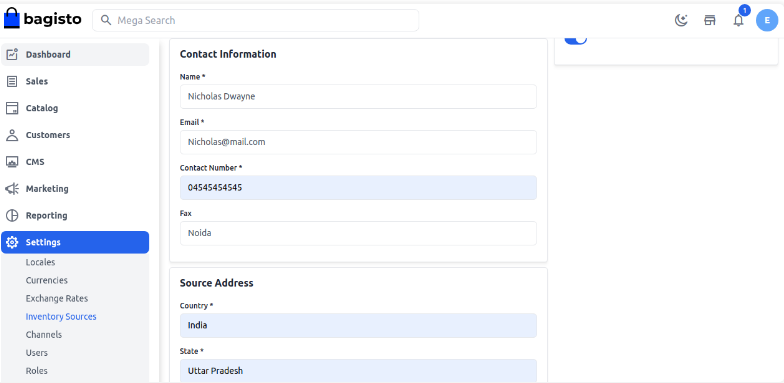 bagisto
Mega Search
1
E
Dashboard
Sales
Catalog
Customers
CMS
Marketing
Reporting
Settings
Locales
Currencies
Exchange Rates
Inventory Sources
Channels
Users
Roles
Contact Information
Name *
Nicholas Dwayne
Email *
Nicholas@mail.com
Contact Number *
04545454545
Fax
Noida
Source Address
Country *
India
State *
Uttar Pradesh